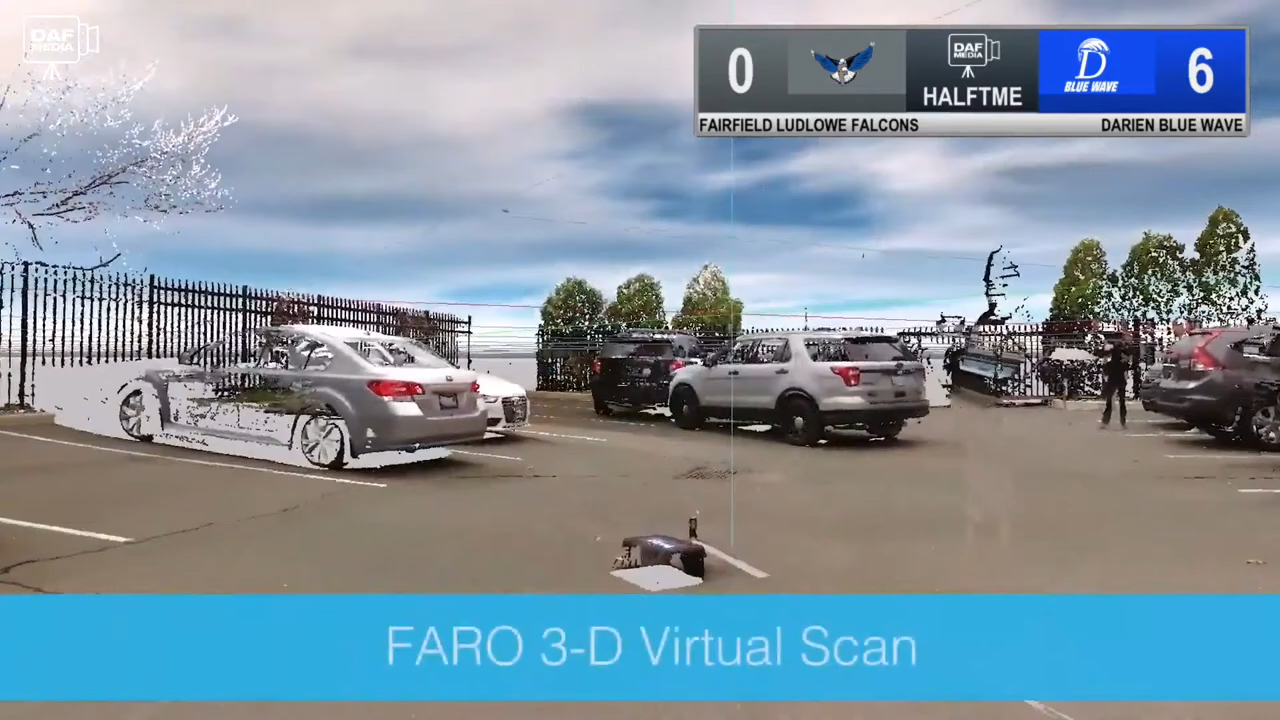 DAF
MEDIA
0
DAF
MEDIA
HALFTME
D
BLUE WAVE
6
FAIRFIELD LUDLOWE FALCONS
DARIEN BLUE WAVE
FARO 3-D Virtual Scan